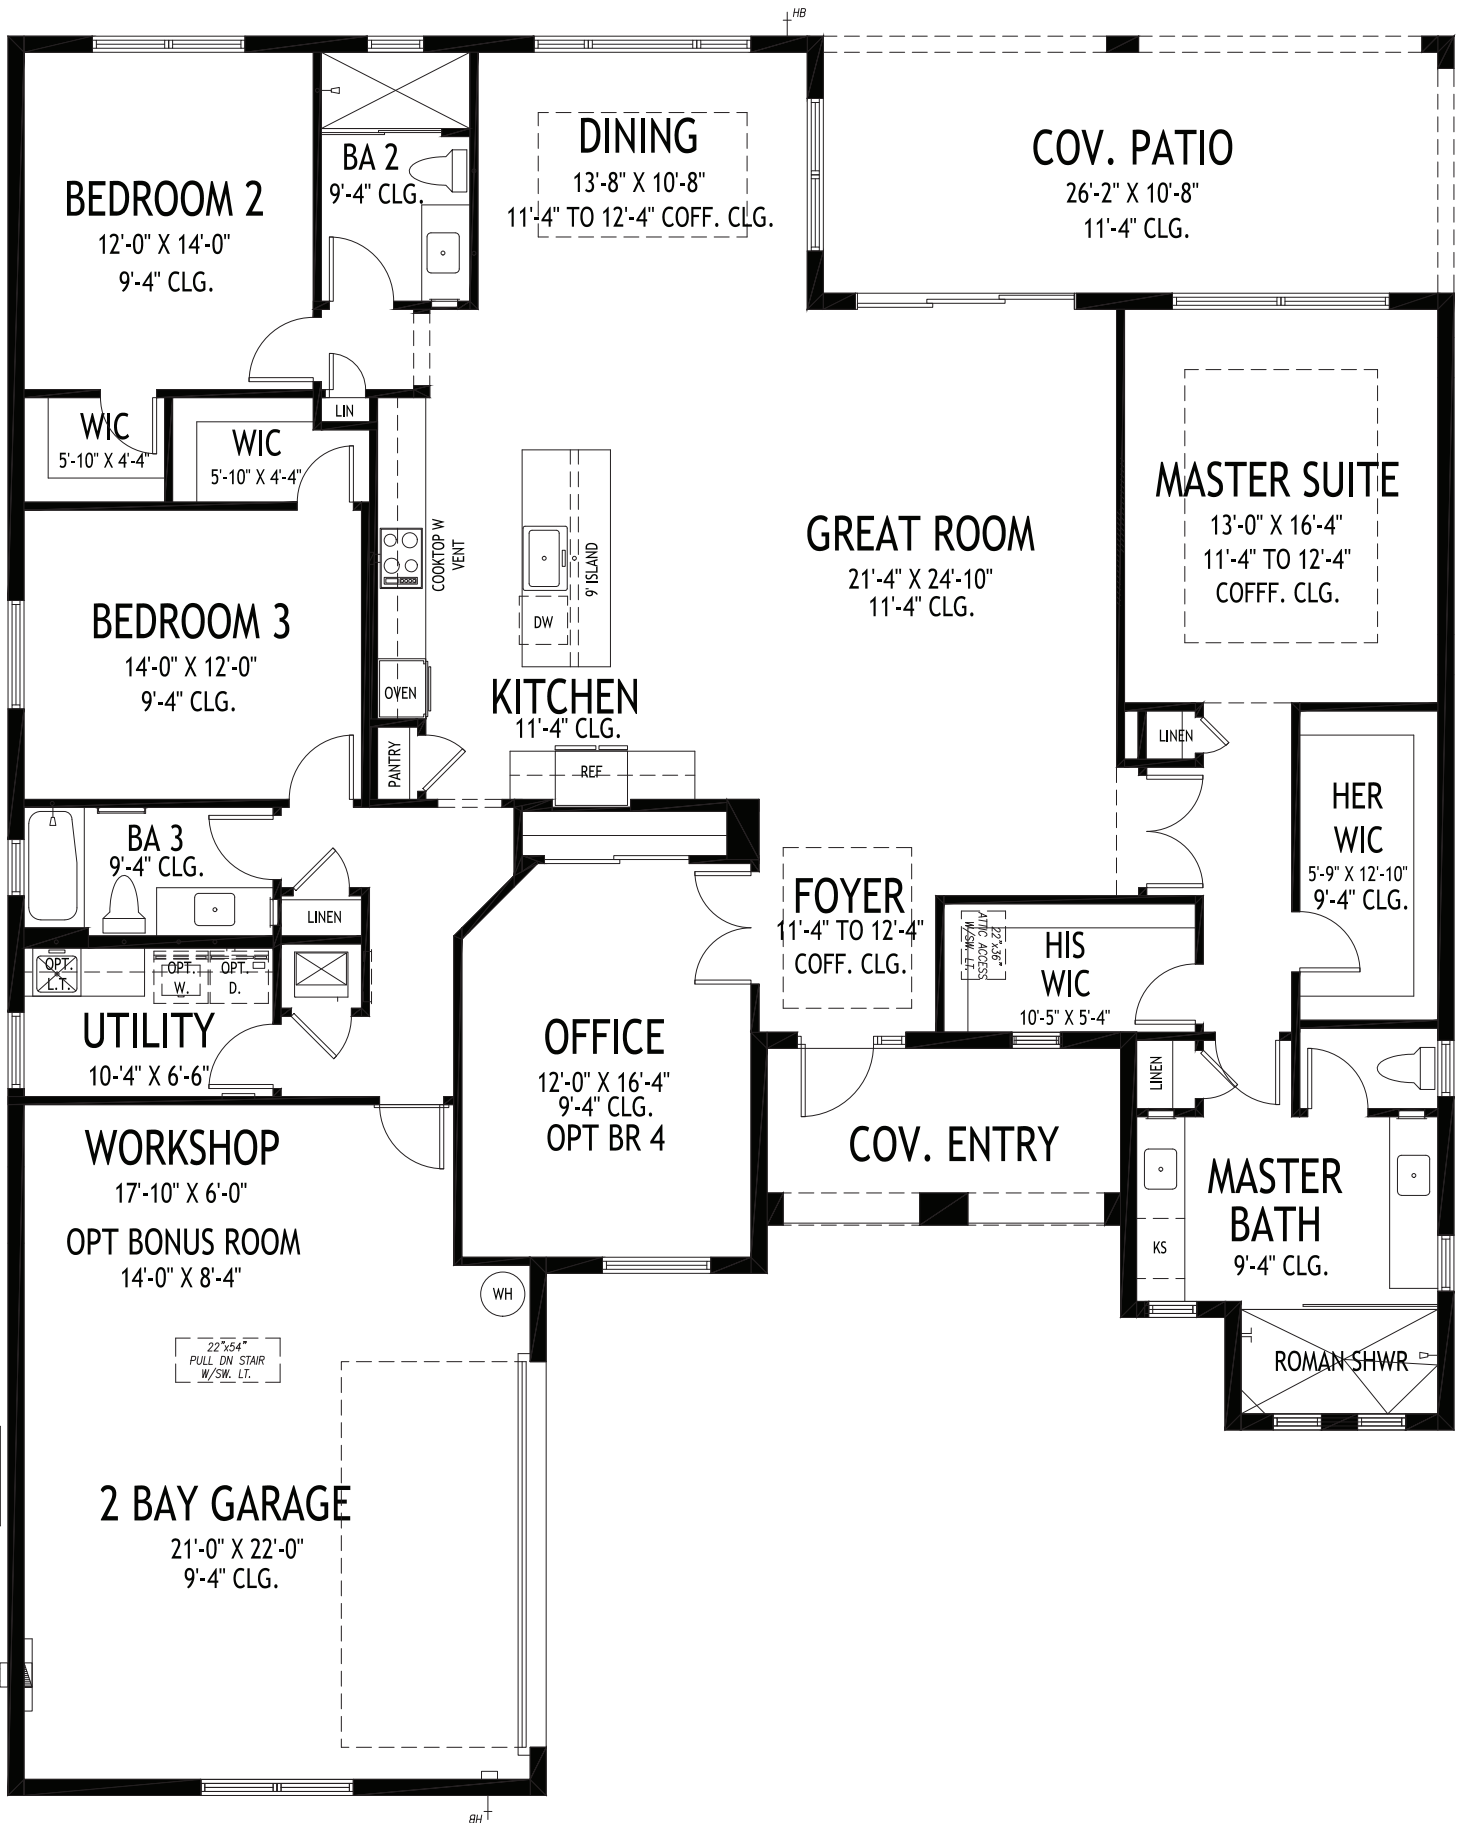 HB
BEDROOM 2
12'-0" X 14'-0"
9'-4" CLG.
BA 2
9'-4" CLG.
DINING
13'-8" X 10'-8"
11'-4" TO 12'-4" COFF. CLG.
COV. PATIO
26'-2" X 10'-8"
11'-4" CLG.
LIN
WIC
5'-10" X 4'-4"
WIC
5'-10" X 4'-4"
COOKTOP W
VENT
9' ISLAND
DW
OVEN
KITCHEN
11'-4" CLG.
PANTRY
REF
GREAT ROOM
21'-4" X 24'-10"
11'-4" CLG.
MASTER SUITE
13'-0" X 16'-4"
11'-4" TO 12'-4"
COFFF. CLG.
BEDROOM 3
14'-0" X 12'-0"
9'-4" CLG.
LINEN
HER
WIC
5'-9" X 12'-10"
9'-4" CLG.
BA 3
9'-4" CLG.
LINEN
FOYER
11'-4" TO 12'-4"
COFF. CLG.
22"x36"
ATTIC ACCESS
W/SW. LT.
HIS
WIC
10'-5" X 5'-4"
OPT.
L.T.
OPT.
W.
OPT.
D.
UTILITY
10-'4" X 6'-6"
OFFICE
12'-0" X 16'-4"
9'-4" CLG.
OPT BR 4
LINEN
COV. ENTRY
MASTER
BATH
9'-4" CLG.
KS
ROMAN SHWR
WORKSHOP
17'-10" X 6'-0"
OPT BONUS ROOM
14'-0" X 8'-4"
WH
22"x54"
PULL DN STAIR
W/SW. LT.
2 BAY GARAGE
21'-0" X 22'-0"
9'-4" CLG.
HB